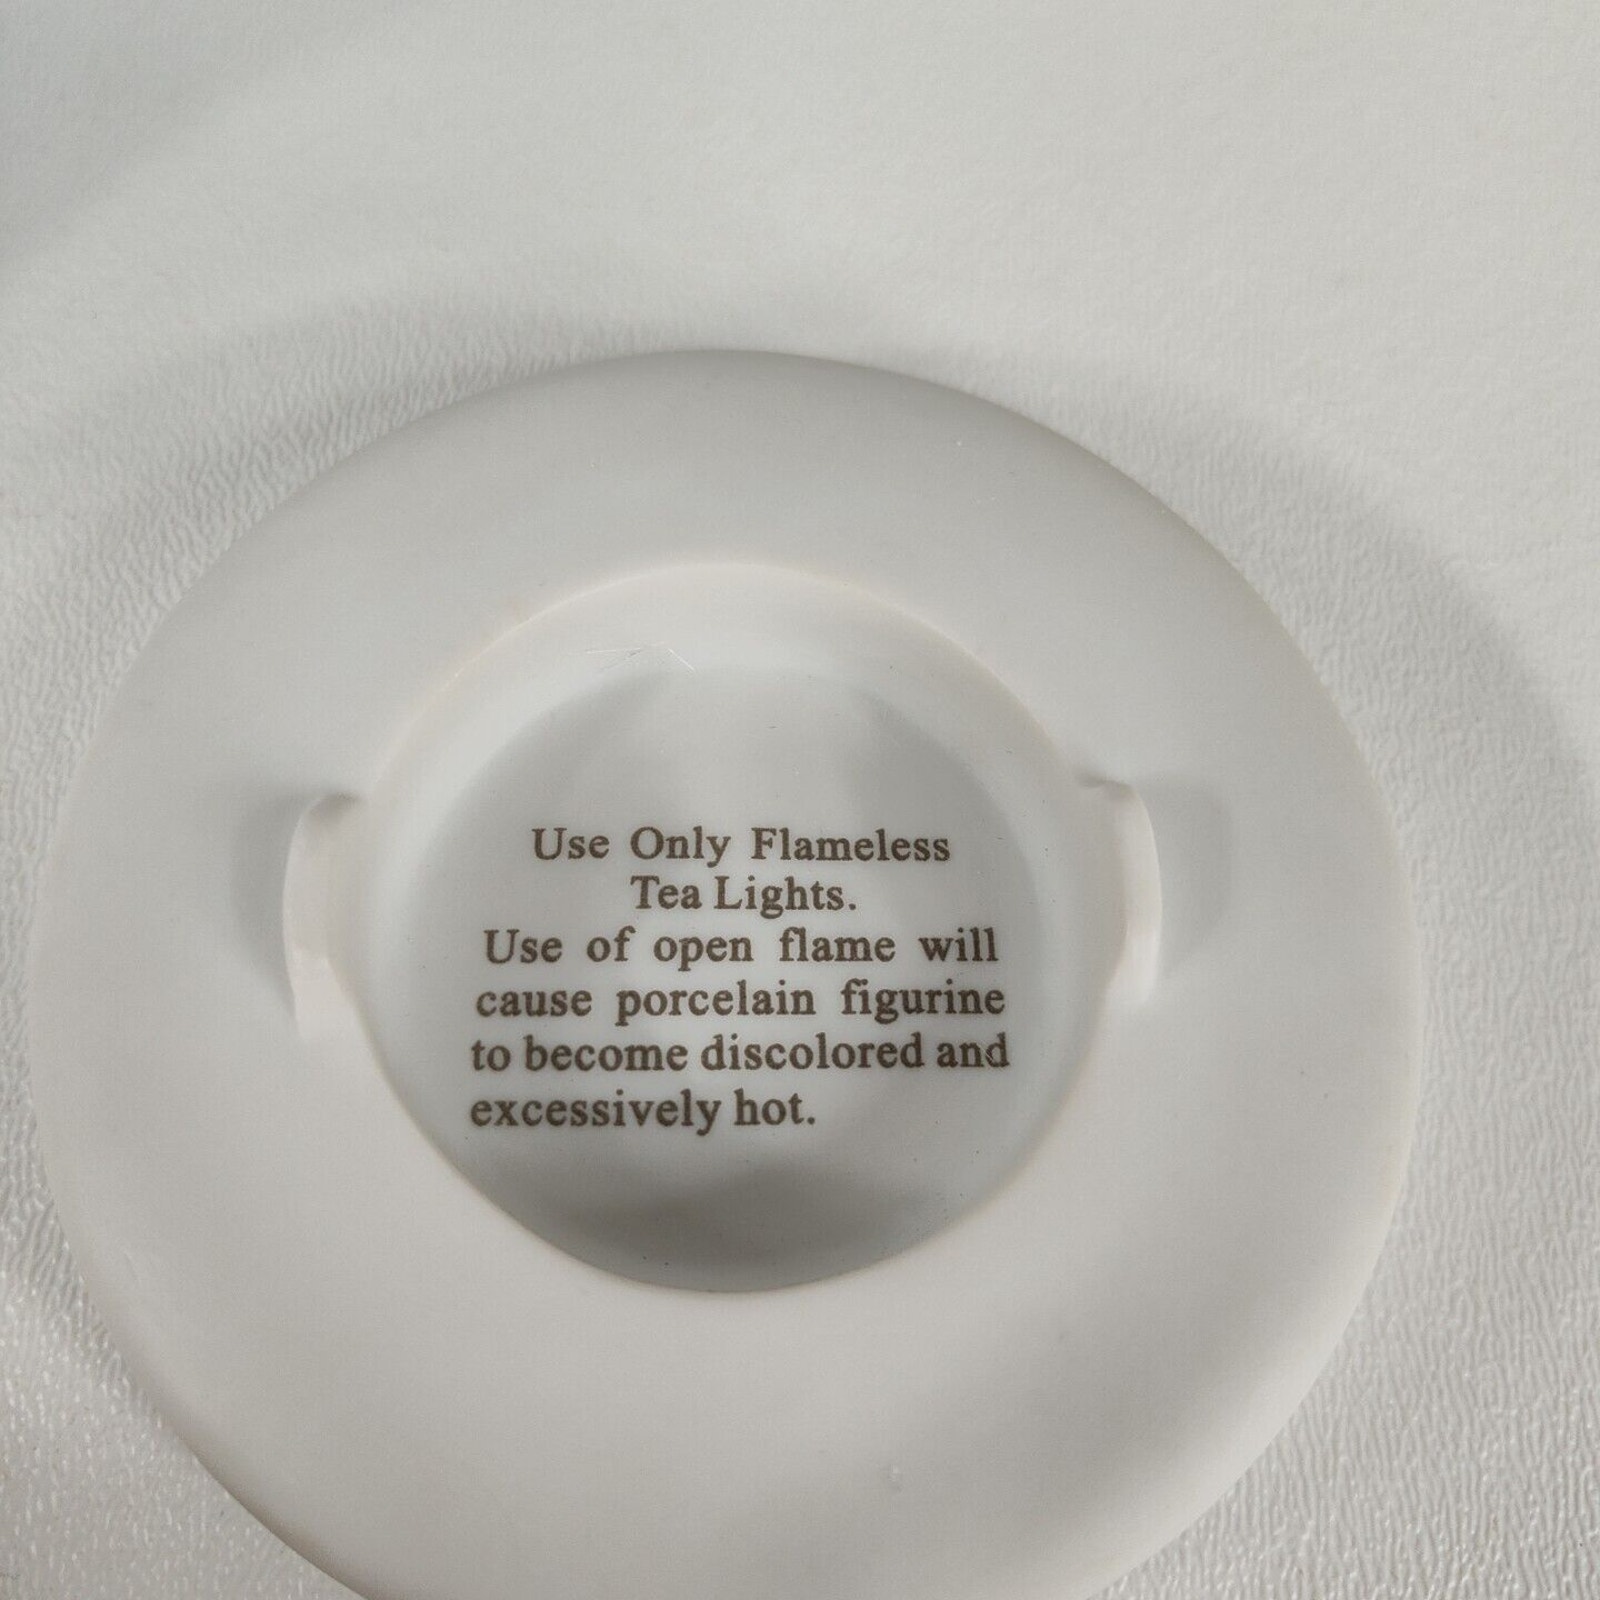 Use Only Flameless
Tea Lights.
Use of open flame will
cause porcelain figurine
to become discolored and
excessively hot.